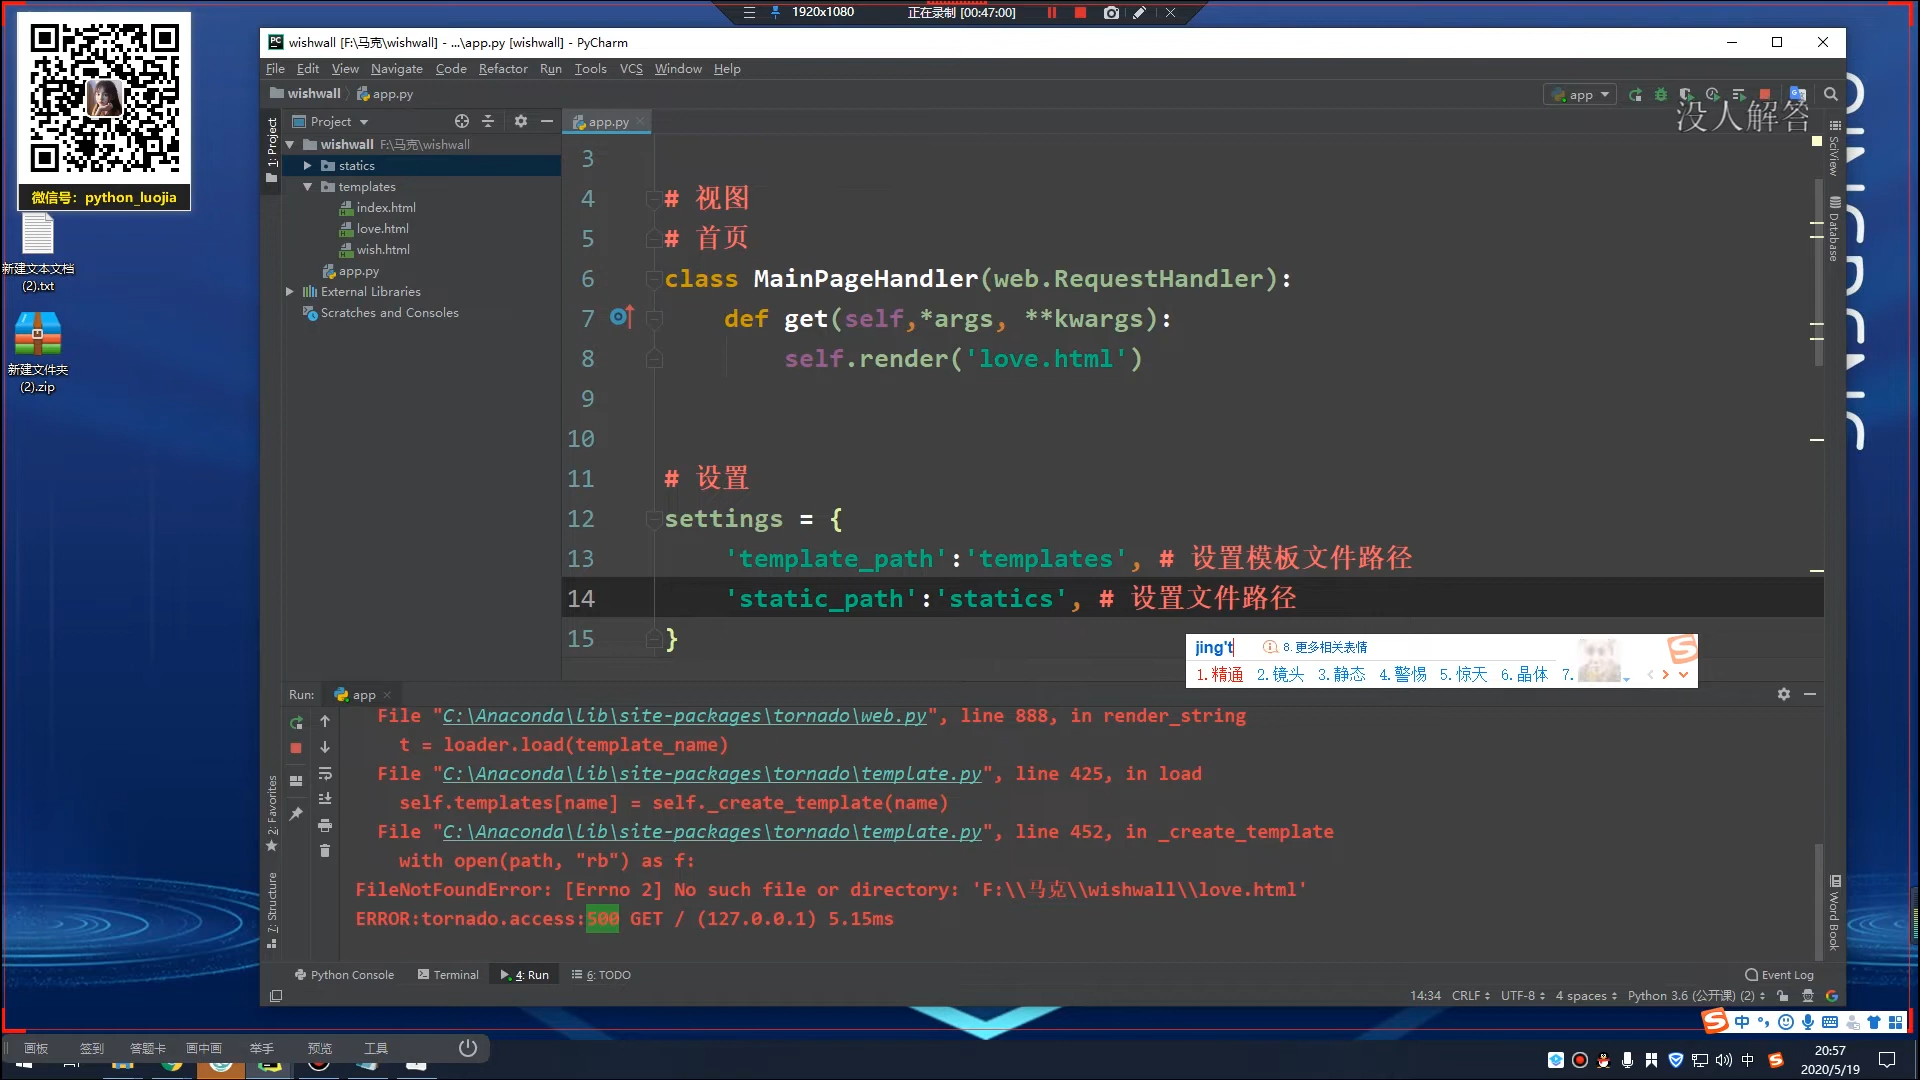 1920x1080
正在录制 [00:47:00]
微信号：python_luojia
新建文本文档
(2).txt
新建文件夹
(2).zip
wishwall [F:\马克\wishwall] - ...\app.py [wishwall] - PyCharm
File Edit View Navigate Code Refactor Run Tools VCS Window Help
wishwall
app.py
app
没人解答
1: Project
Project
wishwall F:\马克\wishwall
statics
templates
index.html
love.html
wish.html
app.py
External Libraries
Scratches and Consoles
app.py
3
4 # 视图
5 # 首页
6 class MainPageHandler(web.RequestHandler):
7 def get(self,*args, **kwargs):
8 self.render('love.html')
9
10
11 # 设置
12 settings = {
13 'template_path':'templates', # 设置模板文件路径
14 'static_path':'statics', # 设置文件路径
15 }
jing't
8.更多相关表情
1.精通 2.镜头 3.静态 4.警惕 5.惊天 6.晶体 7.
SciView
Database
Word Book
2: Favorites
7: Structure
Run: app
File "C:\Anaconda\lib\site-packages\tornado\web.py", line 888, in render_string
t = loader.load(template_name)
File "C:\Anaconda\lib\site-packages\tornado\template.py", line 425, in load
self.templates[name] = self._create_template(name)
File "C:\Anaconda\lib\site-packages\tornado\template.py", line 452, in _create_template
with open(path, "rb") as f:
FileNotFoundError: [Errno 2] No such file or directory: 'F:\\马克\\wishwall\\love.html'
ERROR:tornado.access:500 GET / (127.0.0.1) 5.15ms
Python Console
Terminal
4: Run
6: TODO
Event Log
14:34 CRLF UTF-8 4 spaces Python 3.6 (公开课) (2)
中
画板 签到 答题卡 画中画 举手 预览 工具
中
20:57
2020/5/19